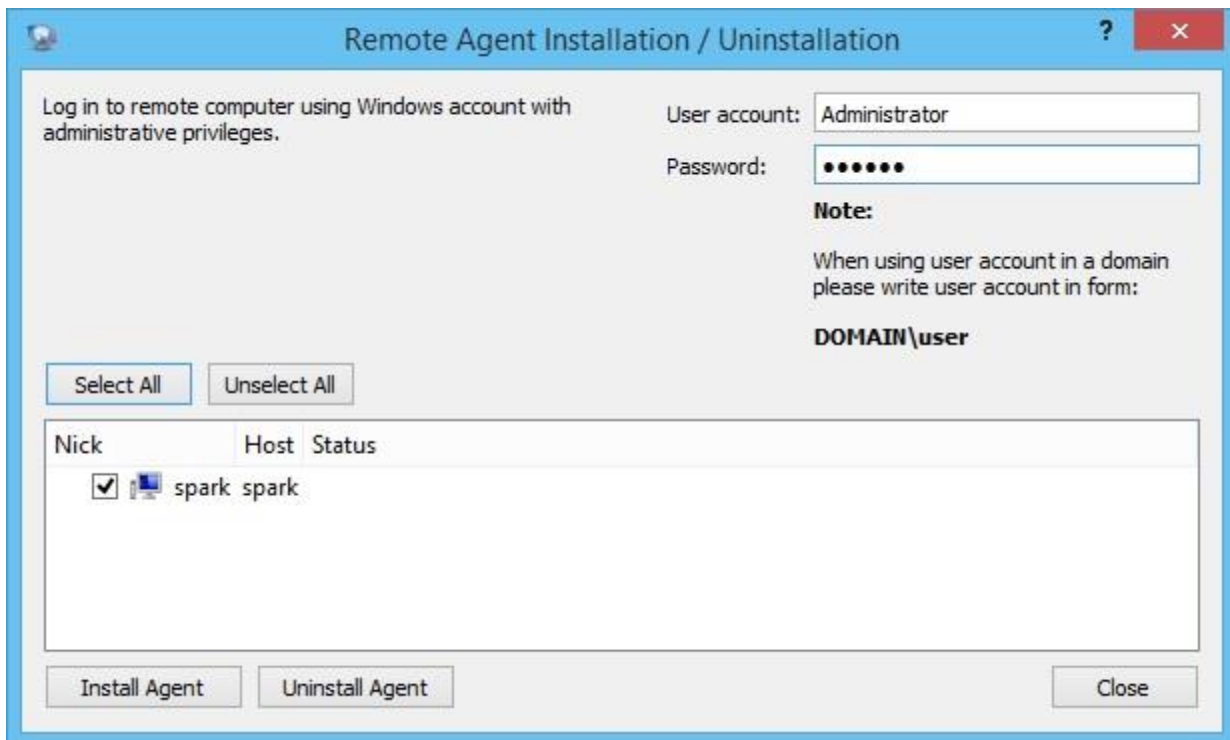 Remote Agent Installation / Uninstallation
?
Log in to remote computer using Windows account with
administrative privileges.
User account: Administrator
Password: ●●●●●●
Note:
When using user account in a domain
please write user account in form:
DOMAIN\user
Select All Unselect All
Nick Host Status
spark spark
Install Agent Uninstall Agent Close